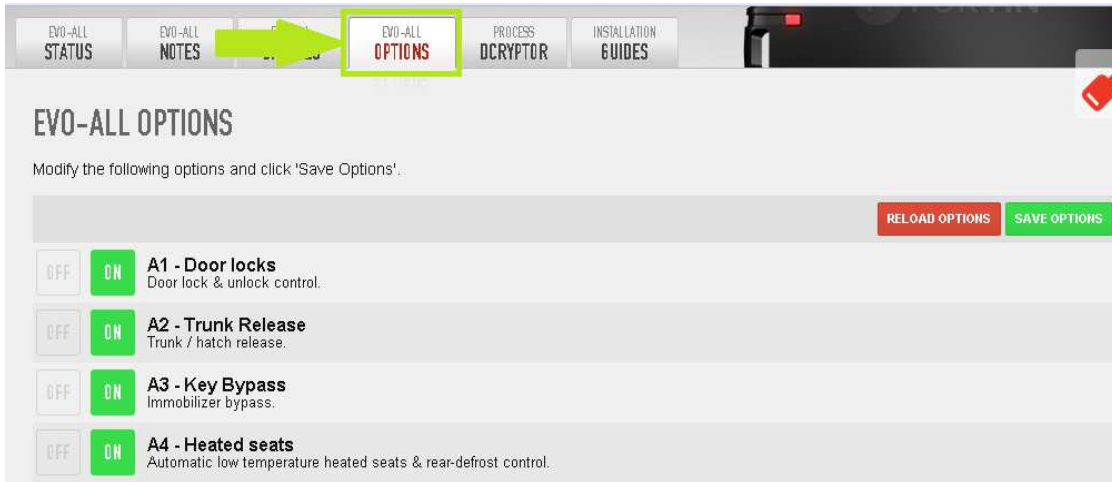 EVO-ALL
STATUS
EVO-ALL
NOTES
EVO-ALL
OPTIONS
PROCESS
DCRYPTOR
INSTALLATION
GUIDES
EVO-ALL OPTIONS
Modify the following options and click 'Save Options'.
RELOAD OPTIONS
SAVE OPTIONS
OFF
ON
A1 - Door locks
Door lock & unlock control.
OFF
ON
A2 - Trunk Release
Trunk / hatch release.
OFF
ON
A3 - Key Bypass
Immobilizer bypass.
OFF
ON
A4 - Heated seats
Automatic low temperature heated seats & rear-defrost control.